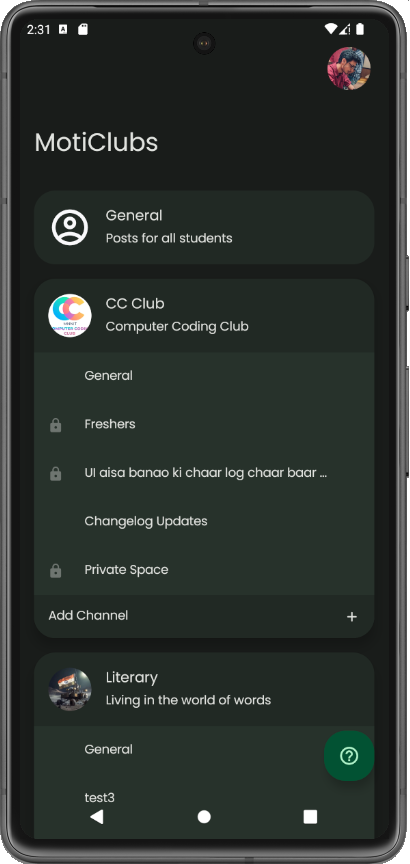 2:31
MotiClubs
General
Posts for all students
CC Club
Computer Coding Club
General
Freshers
UI aisa banao ki chaar log chaar baar ...
Changelog Updates
Private Space
Add Channel
Literary
Living in the world of words
General
test3